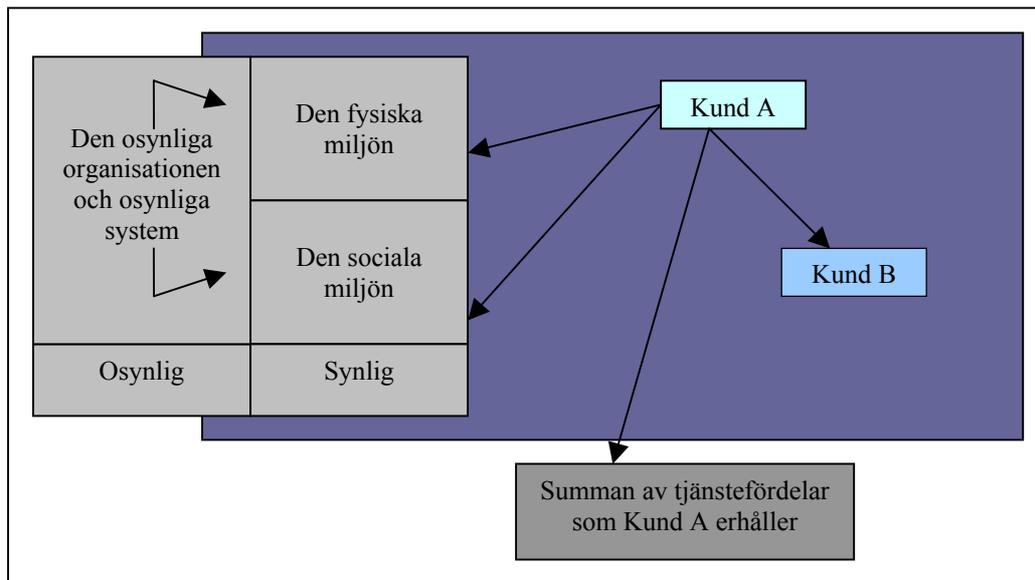 Den osynliga
organisationen
och osynliga
system
Den fysiska
miljön
Den sociala
miljön
Osynlig
Synlig
Kund A
Kund B
Summan av tjänstefördelar
som Kund A erhåller